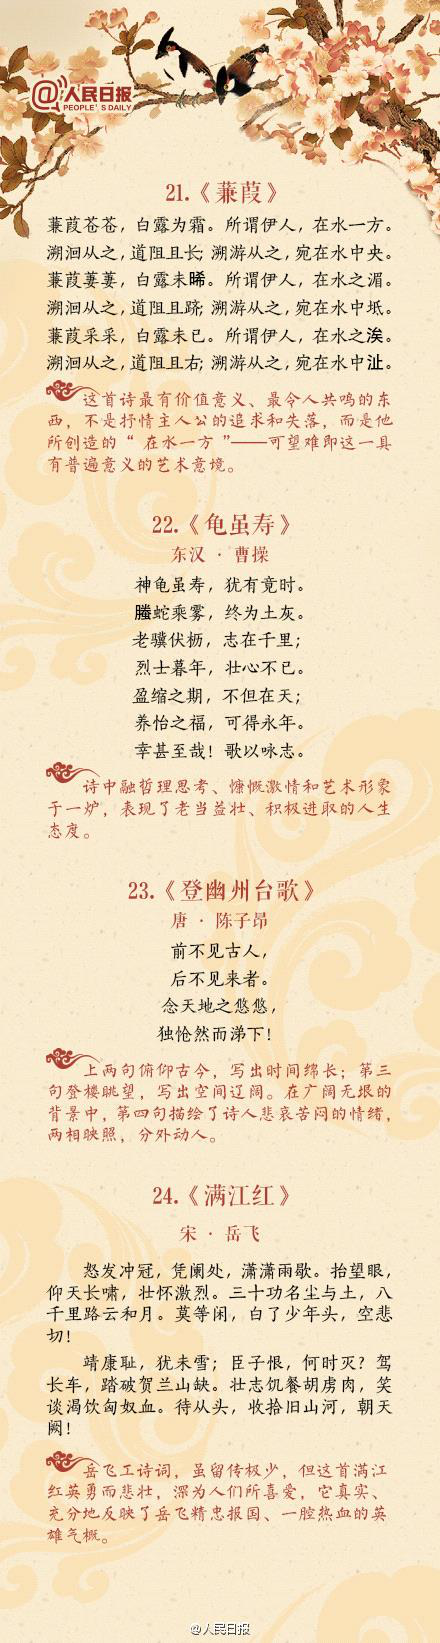 @人民日报
PEOPLE'S DAILY
21.《蒹葭》
蒹葭苍苍，白露为霜。所谓伊人，在水一方。
溯洄从之，道阻且长；溯游从之，宛在水中央。
蒹葭萋萋，白露未晞。所谓伊人，在水之湄。
溯洄从之，道阻且跻；溯游从之，宛在水中坻。
蒹葭采采，白露未已。所谓伊人，在水之涘。
溯洄从之，道阻且右；溯游从之，宛在水中沚。
这首诗最有价值意义、最令人共鸣的东
西，不是抒情主人公的追求和失落，而是他
所创造的“在水一方”——可望难即这一具
有普遍意义的艺术意境。
22.《龟虽寿》
东汉·曹操
神龟虽寿，犹有竟时。
螣蛇乘雾，终为土灰。
老骥伏枥，志在千里；
烈士暮年，壮心不已。
盈缩之期，不但在天；
养怡之福，可得永年。
幸甚至哉！歌以咏志。
诗中融哲理思考、慷慨激情和艺术形象
于一炉，表现了老当益壮、积极进取的人生
态度。
23.《登幽州台歌》
唐·陈子昂
前不见古人，
后不见来者。
念天地之悠悠，
独怆然而涕下！
上两句俯仰古今，写出时间绵长；第三
句登楼眺望，写出空间辽阔。在广阔无垠的
背景中，第四句描绘了诗人悲哀苦闷的情绪，
两相映照，分外动人。
24.《满江红》
宋·岳飞
怒发冲冠，凭阑处，潇潇雨歇。抬望眼，
仰天长啸，壮怀激烈。三十功名尘与土，八
千里路云和月。莫等闲，白了少年头，空悲
切！
靖康耻，犹未雪；臣子恨，何时灭？驾
长车，踏破贺兰山缺。壮志饥餐胡虏肉，笑
谈渴饮匈奴血。待从头，收拾旧山河，朝天
阙！
岳飞工诗词，虽留传极少，但这首满江
红英勇而悲壮，深为人们所喜爱，它真实、
充分地反映了岳飞精忠报国、一腔热血的英
雄气概。
@人民日报